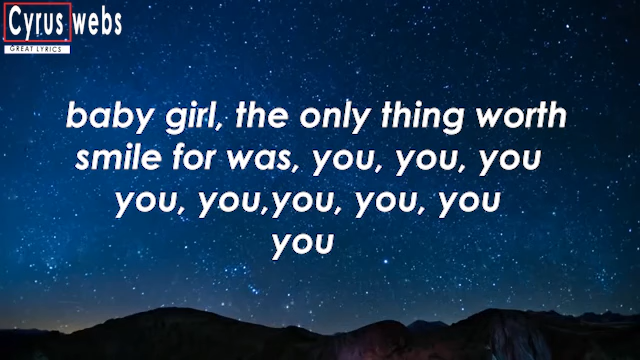 Cyrus webs
GREAT LYRICS
baby girl, the only thing worth
smile for was, you, you, you
you, you,you, you, you
you